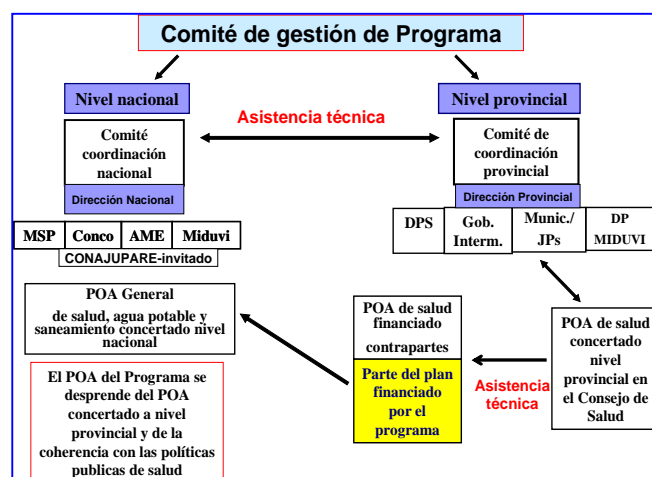 Comité de gestión de Programa
Nivel nacional
Nivel provincial
Asistencia técnica
Comité
coordinación
nacional
Dirección Nacional
Comité de
coordinación
provincial
Dirección Provincial
MSP
Conco
AME
Miduvi
CONAJUPARE-invitado
DPS
Gob.
Interm.
Munic./
JPs
DP
MIDUVI
POA General
de salud, agua potable y
saneamiento concertado nivel
nacional
POA de salud
financiado
contrapartes
Parte del plan
financiado
por el
programa
Asistencia
técnica
POA de salud
concertado
nivel
provincial en
el Consejo de
Salud
El POA del Programa se
desprende del POA
concertado a nivel
provincial y de la
coherencia con las políticas
publicas de salud